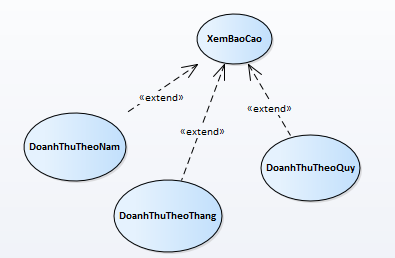 XemBaoCao
«extend»
«extend»
«extend»
DoanhThuTheoNam
DoanhThuTheoQuy
DoanhThuTheoThang